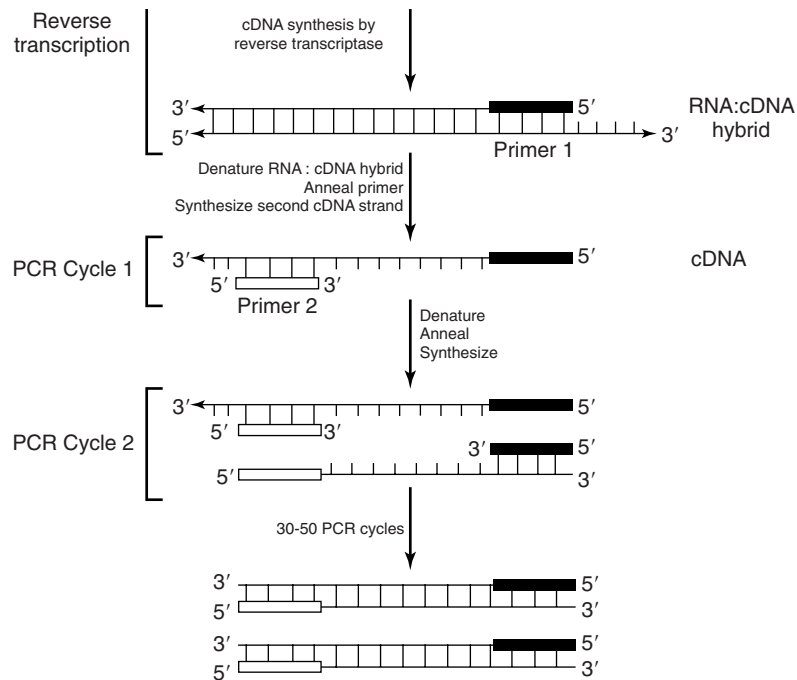 Reverse
transcription
cDNA synthesis by
reverse transcriptase
3′
5′
5′
3′
Primer 1
RNA:cDNA
hybrid
Denature RNA : cDNA hybrid
Anneal primer
Synthesize second cDNA strand
PCR Cycle 1
3′
5′
cDNA
5′
3′
Primer 2
Denature
Anneal
Synthesize
PCR Cycle 2
3′
5′
5′
3′
3′
5′
5′
3′
30-50 PCR cycles
3′
5′
5′
3′
3′
5′
5′
3′